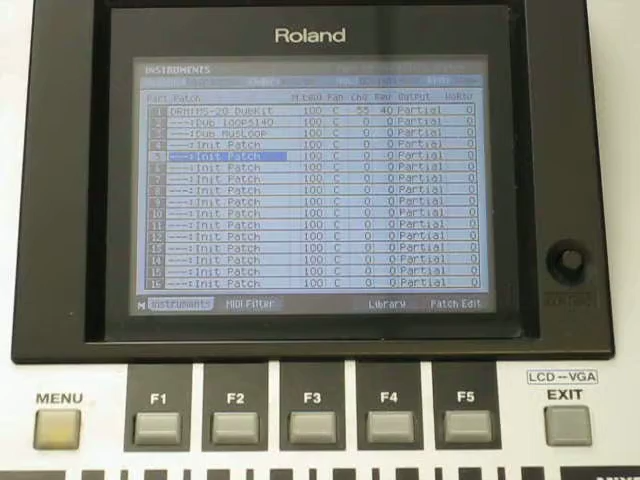 Roland
INSTRUMENTS
Part Patch Pan Cho Rev Output
1 DRM:MS-20 DubKit 100 C 55 40 Partial 0
2 ---:Dub Loop5140 100 C 0 0 Partial 0
3 ---:Dub MusLoop 100 C 0 0 Partial 0
4 ---:Init Patch 100 C 0 0 Partial 0
5 ---:Init Patch 100 C 0 0 Partial 0
6 ---:Init Patch 100 C 0 0 Partial 0
7 ---:Init Patch 100 C 0 0 Partial 0
8 ---:Init Patch 100 C 0 0 Partial 0
9 ---:Init Patch 100 C 0 0 Partial 0
10 ---:Init Patch 100 C 0 0 Partial 0
11 ---:Init Patch 100 C 0 0 Partial 0
12 ---:Init Patch 100 C 0 0 Partial 0
13 ---:Init Patch 100 C 0 0 Partial 0
14 ---:Init Patch 100 C 0 0 Partial 0
15 ---:Init Patch 100 C 0 0 Partial 0
16 ---:Init Patch 100 C 0 0 Partial 0
M Instruments MIDI Filter Library Patch Edit
LCD--VGA
MENU F1 F2 F3 F4 F5 EXIT